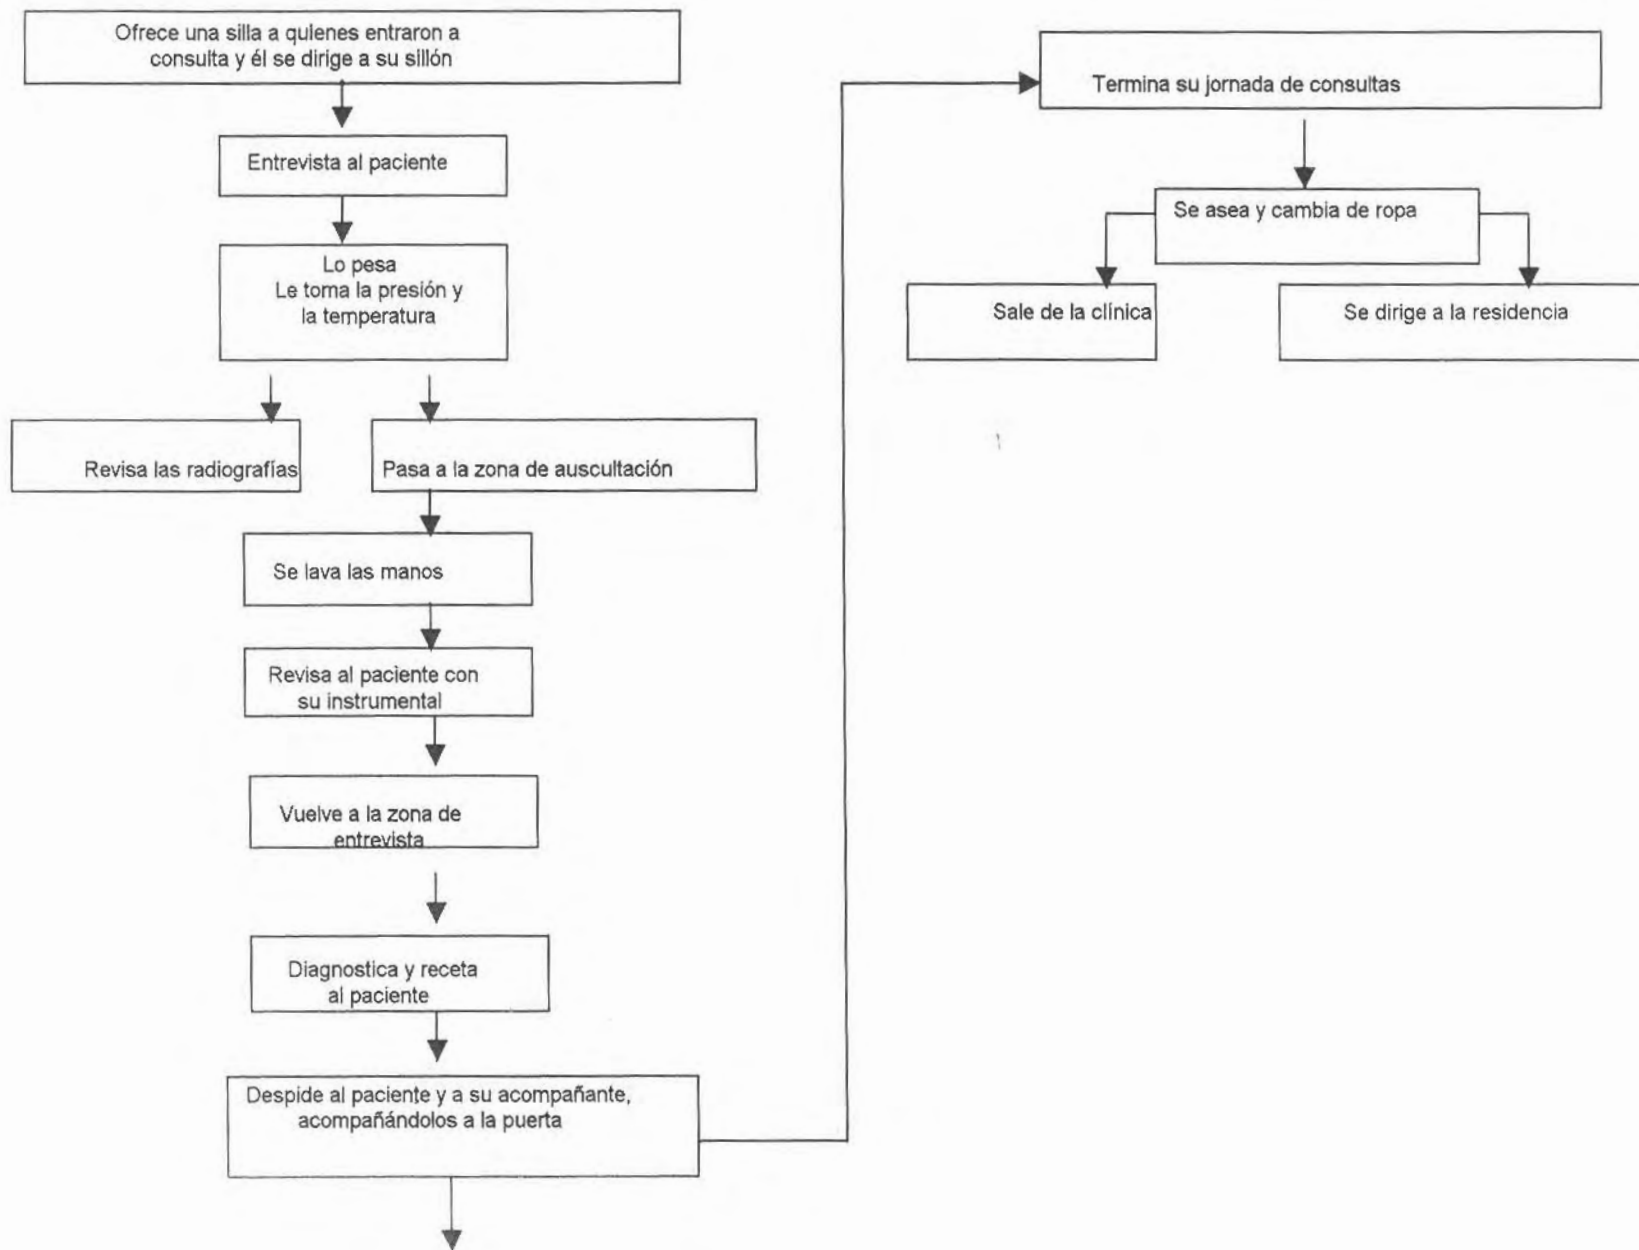 Ofrece una silla a quienes entraron a
consulta y él se dirige a su sillón
Entrevista al paciente
Lo pesa
Le toma la presión y
la temperatura
Revisa las radiografías
Pasa a la zona de auscultación
Se lava las manos
Revisa al paciente con
su instrumental
Vuelve a la zona de
entrevista
Diagnostica y receta
al paciente
Despide al paciente y a su acompañante,
acompañándolos a la puerta
Termina su jornada de consultas
Se asea y cambia de ropa
Sale de la clínica
Se dirige a la residencia